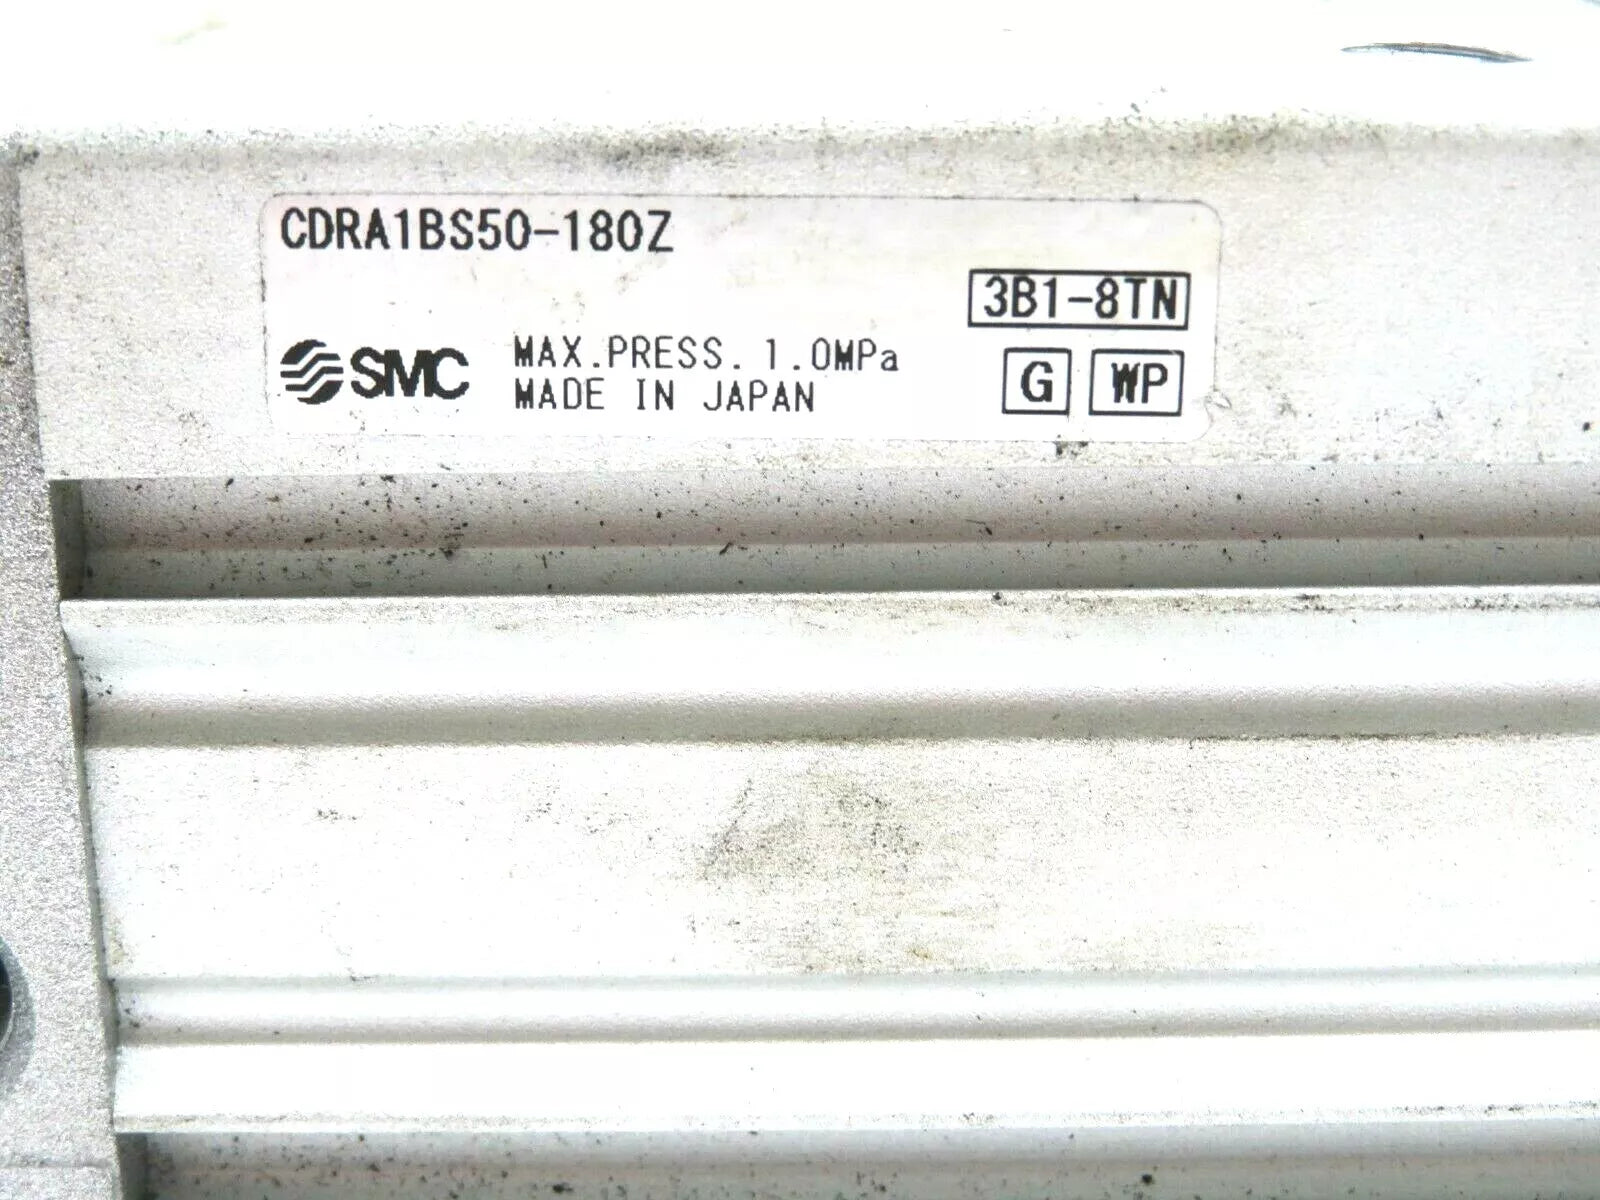 CDRA1BS50-180Z
3B1-8TN
SMC MAX.PRESS. 1.0MPa
MADE IN JAPAN
G WP